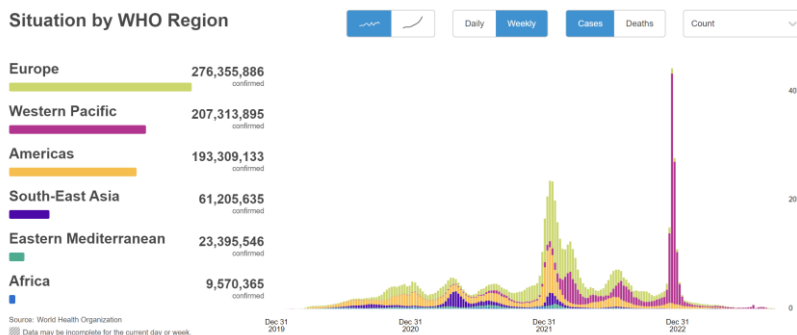 Situation by WHO Region
Daily Weekly Cases Deaths Count
Europe 276,355,886
confirmed
Western Pacific 207,313,895
confirmed
Americas 193,309,133
confirmed
South-East Asia 61,205,635
confirmed
Eastern Mediterranean 23,395,546
confirmed
Africa 9,570,365
confirmed
40
20
0
Dec 31 Dec 31 Dec 31 Dec 31
2019 2020 2021 2022
Source: World Health Organization
Data may be incomplete for the current day or week.